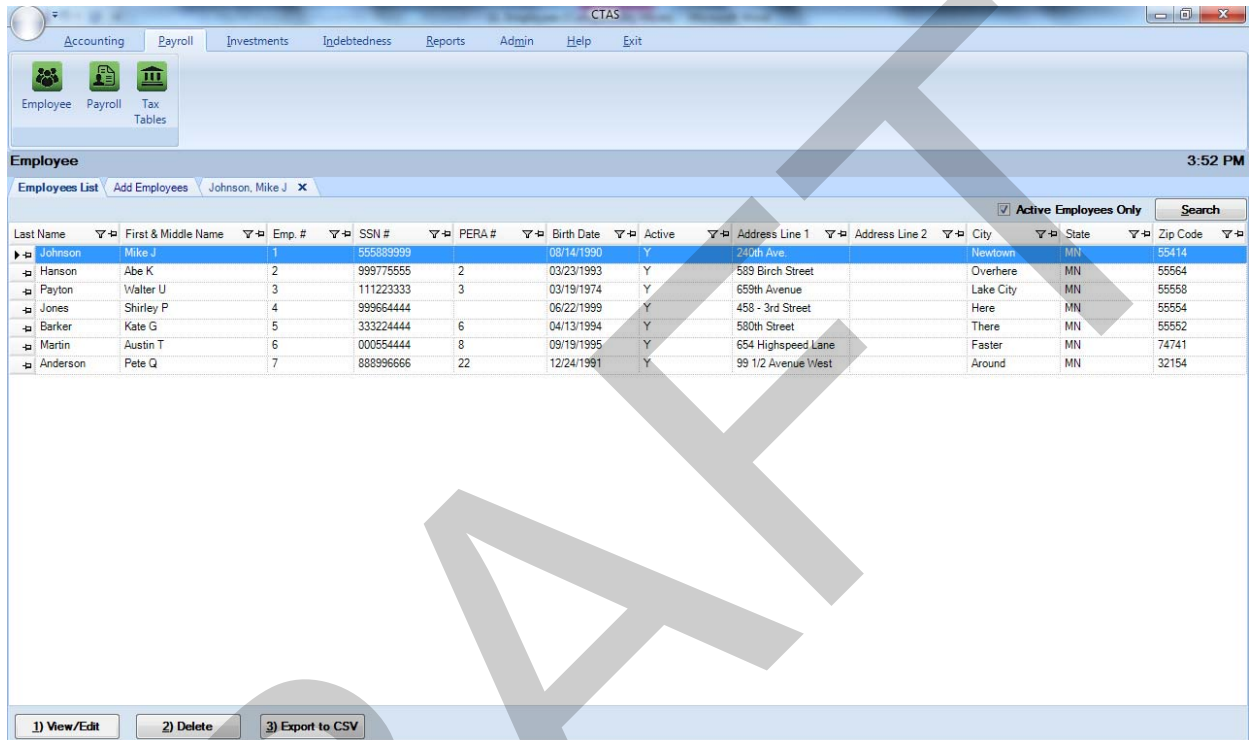 CTAS
Accounting Payroll Investments Indebtedness Reports Admin Help Exit
Employee Payroll Tax Tables
Employee 3:52 PM
Employees List Add Employees Johnson, Mike J X
Active Employees Only Search
Last Name First & Middle Name Emp. # SSN # PERA # Birth Date Active Address Line 1 Address Line 2 City State Zip Code
Johnson Mike J 1 555889999 08/14/1990 Y 240th Ave. Newtown MN 55414
Hanson Abe K 2 999775555 2 03/23/1993 Y 589 Birch Street Overhere MN 55564
Payton Walter U 3 111223333 3 03/19/1974 Y 659th Avenue Lake City MN 55558
Jones Shirley P 4 999664444 06/22/1999 Y 458 - 3rd Street Here MN 55554
Barker Kate G 5 333224444 6 04/13/1994 Y 580th Street There MN 55552
Martin Austin T 6 000554444 8 09/19/1995 Y 654 Highspeed Lane Faster MN 74741
Anderson Pete Q 7 888996666 22 12/24/1991 Y 99 1/2 Avenue West Around MN 32154
1) View/Edit 2) Delete 3) Export to CSV